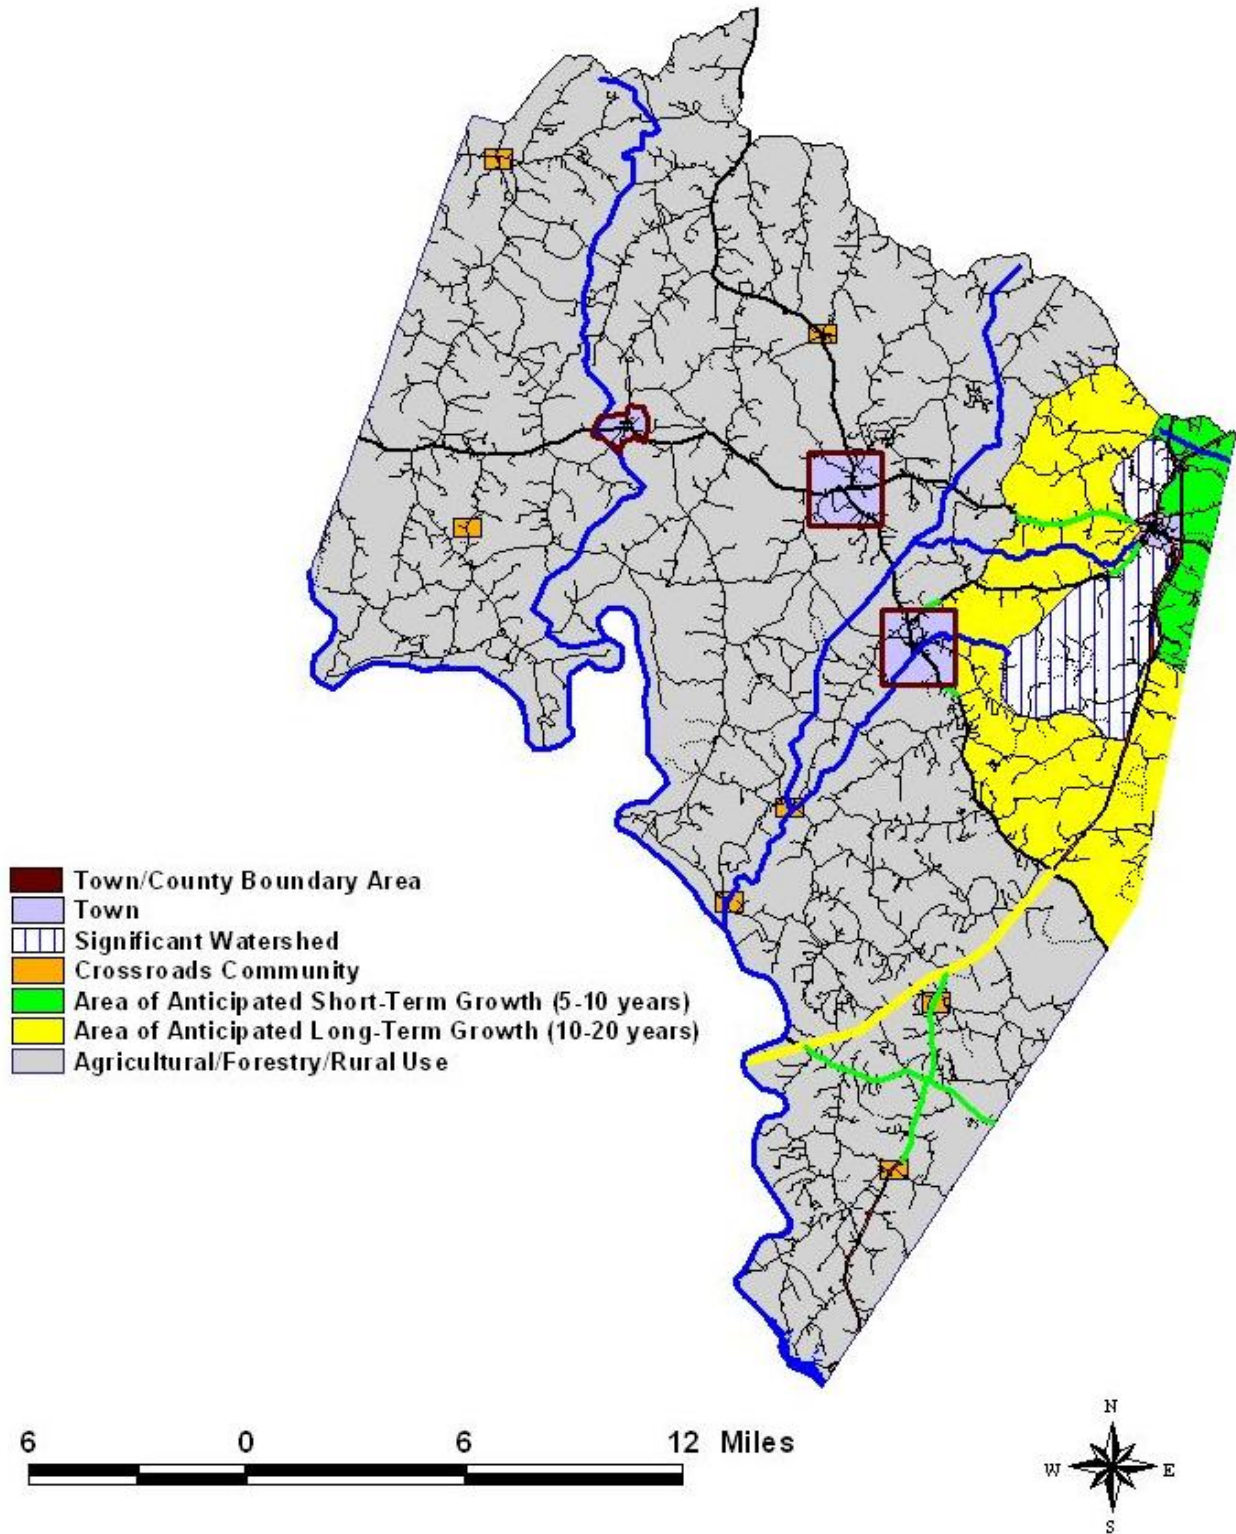 Town/County Boundary Area
Town
Significant Watershed
Crossroads Community
Area of Anticipated Short-Term Growth (5-10 years)
Area of Anticipated Long-Term Growth (10-20 years)
Agricultural/Forestry/Rural Use
6 0 6 12 Miles
N
W E
S